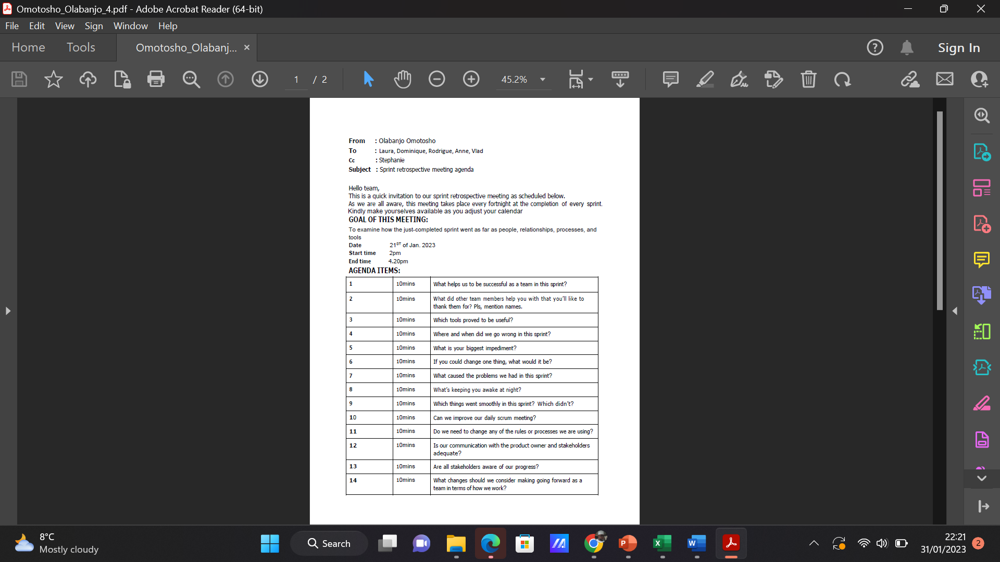 Omotosho_Olabanjo_4.pdf - Adobe Acrobat Reader (64-bit)
File Edit View Sign Window Help
Home Tools Omotosho_Olabanj... × Sign In
1 / 2 45.2%
From : Olabanjo Omotosho
To : Laura, Dominique, Rodrigue, Anne, Vlad
Cc : Stephanie
Subject : Sprint retrospective meeting agenda
Hello team,
This is a quick invitation to our sprint retrospective meeting as scheduled below.
As we are all aware, this meeting takes place every fortnight at the completion of every sprint.
Kindly make yourselves available as you adjust your calendar
GOAL OF THIS MEETING:
To examine how the just-completed sprint went as far as people, relationships, processes, and
tools
Date 21ST of Jan. 2023
Start time 2pm
End time 4.20pm
AGENDA ITEMS:
1 10mins What helps us to be successful as a team in this sprint?
2 10mins What did other team members help you with that you'll like to
thank them for? Pls, mention names.
3 10mins Which tools proved to be useful?
4 10mins Where and when did we go wrong in this sprint?
5 10mins What is your biggest impediment?
6 10mins If you could change one thing, what would it be?
7 10mins What caused the problems we had in this sprint?
8 10mins What's keeping you awake at night?
9 10mins Which things went smoothly in this sprint? Which didn't?
10 10mins Can we improve our daily scrum meeting?
11 10mins Do we need to change any of the rules or processes we are using?
12 10mins Is our communication with the product owner and stakeholders
adequate?
13 10mins Are all stakeholders aware of our progress?
14 10mins What changes should we consider making going forward as a
team in terms of how we work?
8°C
Mostly cloudy
Search
22:21
31/01/2023
2